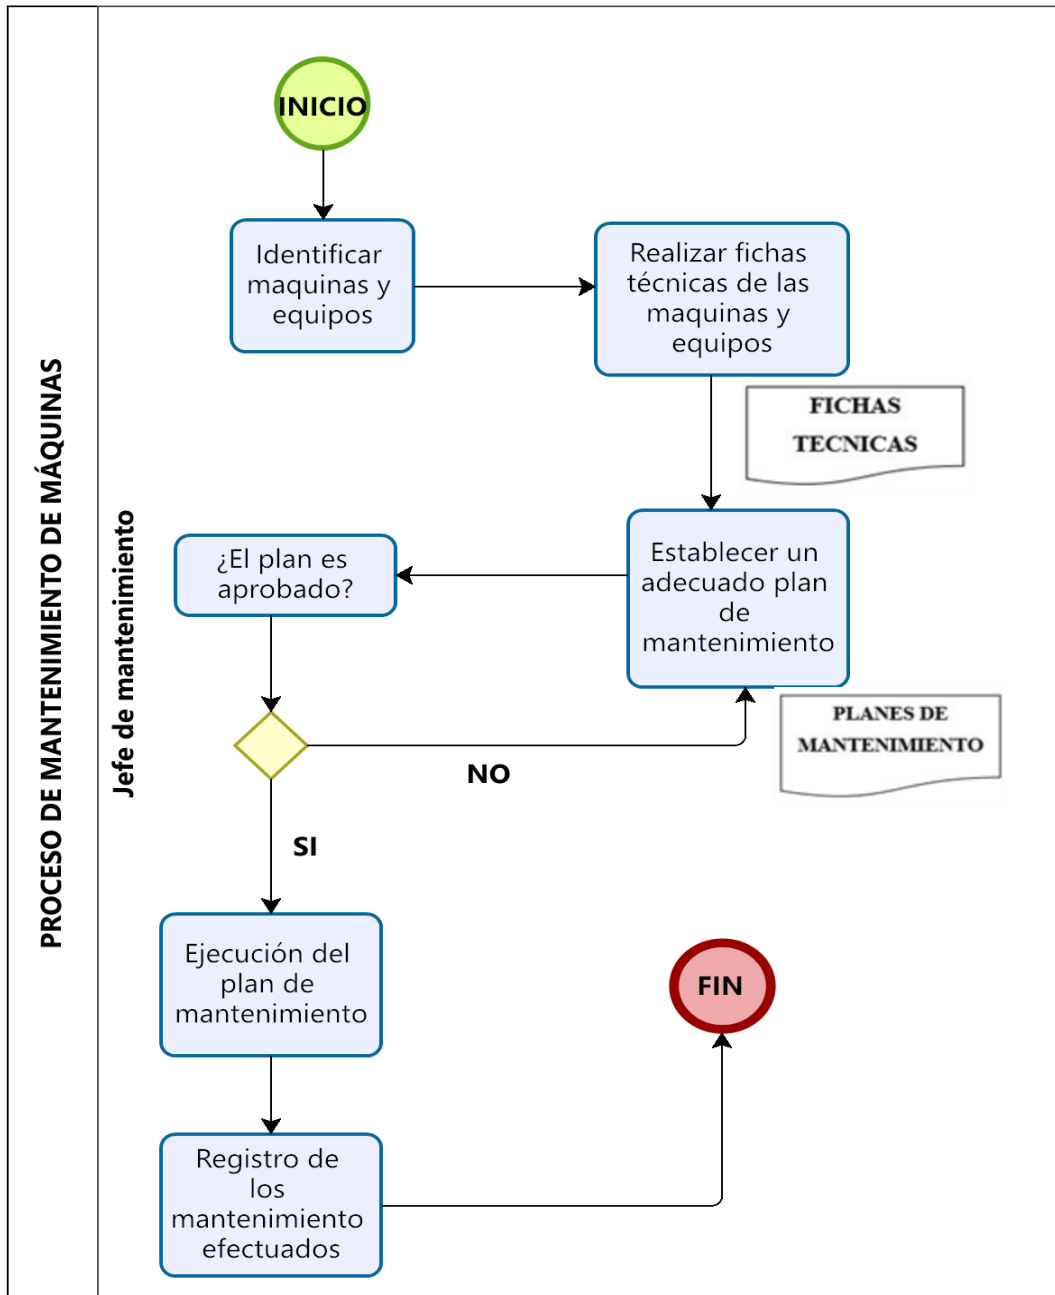 PROCESO DE MANTENIMIENTO DE MÁQUINAS
Jefe de mantenimiento
INICIO
Identificar
maquinas y
equipos
Realizar fichas
técnicas de las
maquinas y
equipos
FICHAS
TECNICAS
Establecer un
adecuado plan
de
mantenimiento
¿El plan es
aprobado?
PLANES DE
MANTENIMIENTO
NO
SI
Ejecución del
plan de
mantenimiento
FIN
Registro de
los
mantenimiento
efectuados